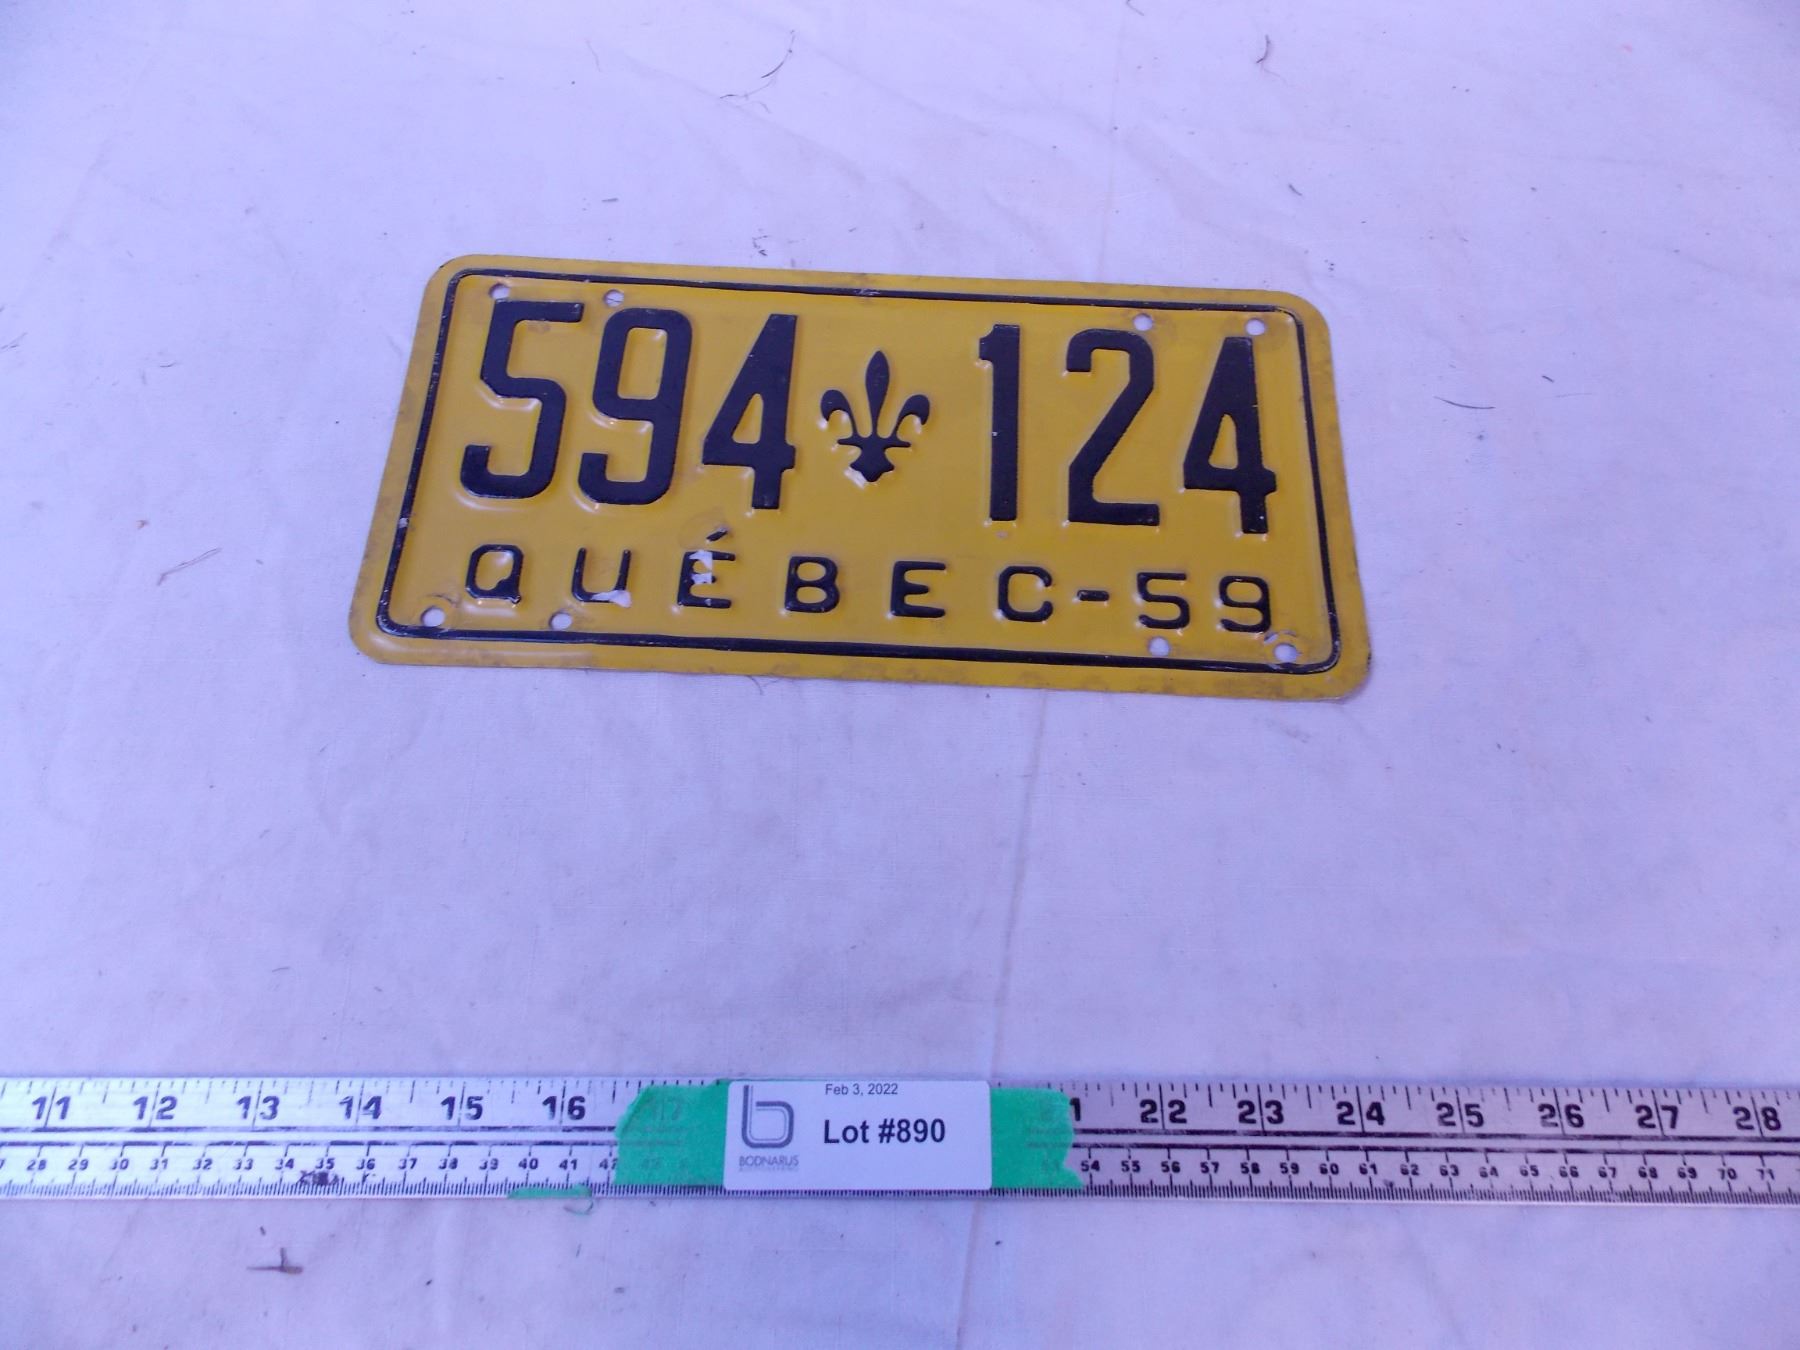 594 124
QUÉBEC-59
11 12 13 14 15 16 22 23 24 25 26 27 28
Feb 3, 2022
Lot #890
BODNARUS
28 29 30 31 32 33 34 35 36 37 38 39 40 41 54 55 56 57 58 59 60 61 62 63 64 65 66 67 68 69 70 71